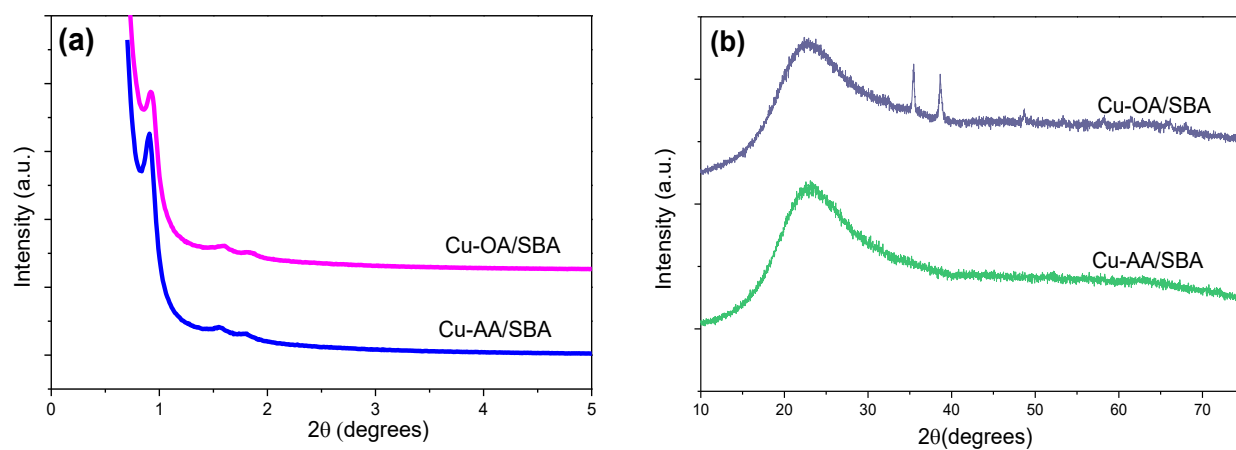 (a)
Intensity (a.u.)
Cu-OA/SBA
Cu-AA/SBA
0 1 2 3 4 5
2θ (degrees)
(b)
Intensity (a.u.)
Cu-OA/SBA
Cu-AA/SBA
10 20 30 40 50 60 70
2θ(degrees)